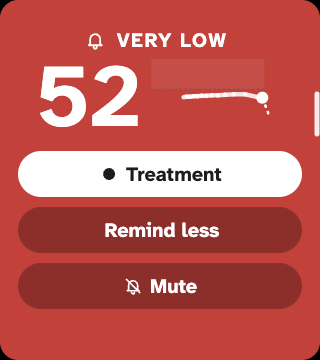 VERY LOW
52
Treatment
Remind less
Mute